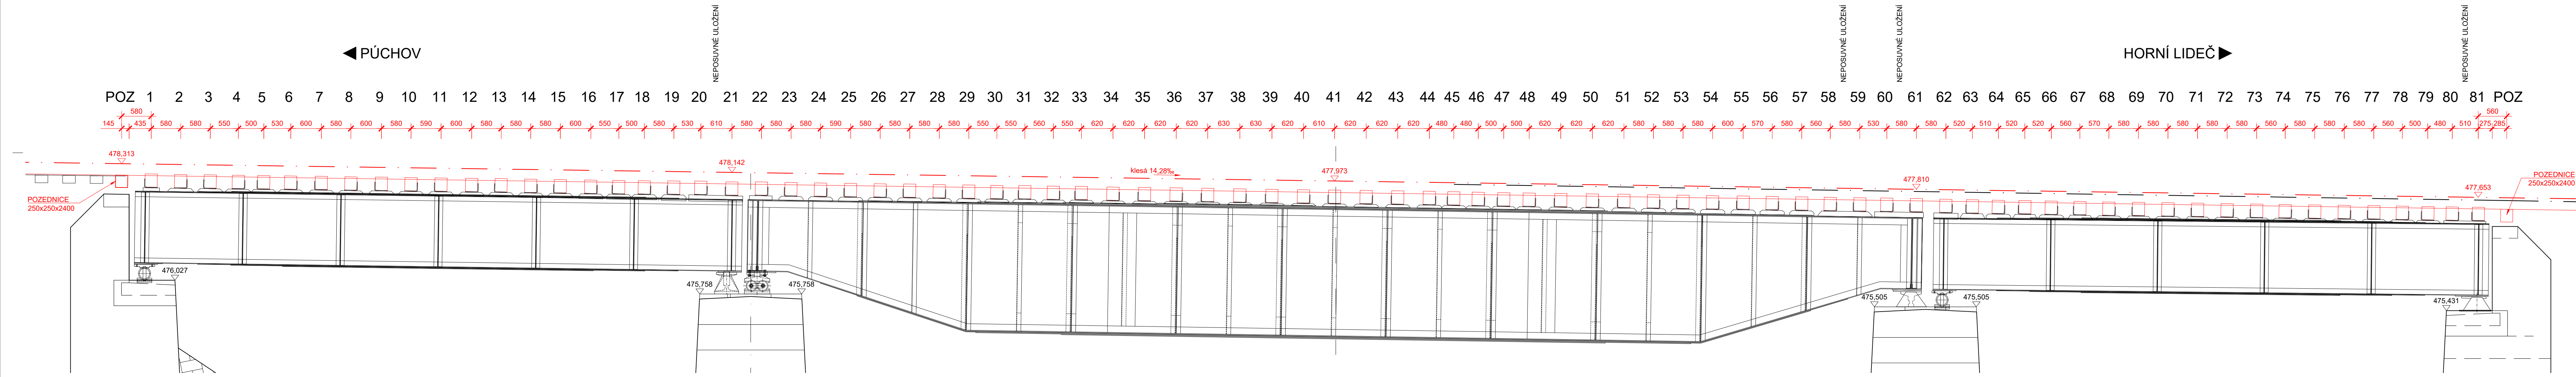 NEPOSUVNÉ ULOŽENÍ
NEPOSUVNÉ ULOŽENÍ
NEPOSUVNÉ ULOŽENÍ
NEPOSUVNÉ ULOŽENÍ
◀ PÚCHOV
HORNÍ LIDEČ ▶
POZ 1 2 3 4 5 6 7 8 9 10 11 12 13 14 15 16 17 18 19 20 21 22 23 24 25 26 27 28 29 30 31 32 33 34 35 36 37 38 39 40 41 42 43 44 45 46 47 48 49 50 51 52 53 54 55 56 57 58 59 60 61 62 63 64 65 66 67 68 69 70 71 72 73 74 75 76 77 78 79 80 81 POZ
580 560
145 435 580 580 550 500 530 600 580 600 580 590 600 580 580 580 600 550 500 580 530 610 580 580 580 590 580 580 580 580 550 550 560 550 620 620 620 620 630 630 620 610 620 620 620 480 480 500 500 620 620 620 580 580 580 600 570 580 560 580 530 580 580 520 510 520 520 560 570 580 580 580 580 560 580 580 580 560 500 480 510 275 285
478,313
478,142
klesá 14,28‰
477,973
477,810
477,653
POZEDNICE
250x250x2400
POZEDNICE
250x250x2400
476,027
475,758
475,758
475,505
475,505
475,431